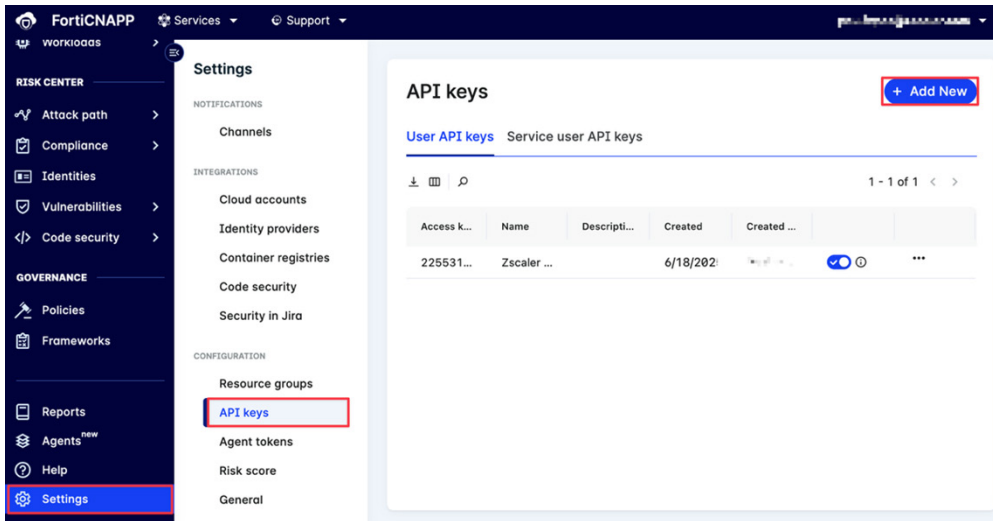 FortiCNAPP
Services
Support
Workloads
RISK CENTER
Attack path
Compliance
Identities
Vulnerabilities
Code security
GOVERNANCE
Policies
Frameworks
Reports
Agents new
Help
Settings
Settings
NOTIFICATIONS
Channels
INTEGRATIONS
Cloud accounts
Identity providers
Container registries
Code security
Security in Jira
CONFIGURATION
Resource groups
API keys
Agent tokens
Risk score
General
API keys
+ Add New
User API keys Service user API keys
1 - 1 of 1
Access k... Name Descripti... Created Created ...
225531... Zscaler ... 6/18/202